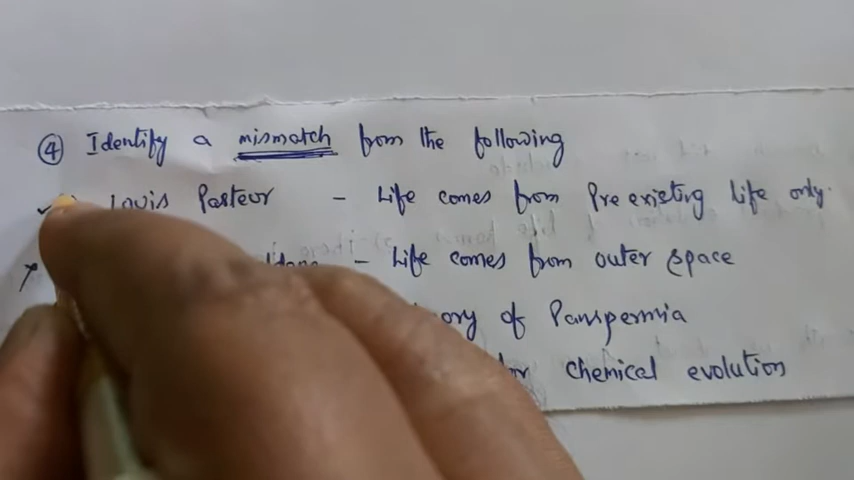 ④ Identify a mismatch from the following
Louis Pasteur - Life comes from Pre existing life only.
- Life comes from outer space
of Panspermia
chemical evolution